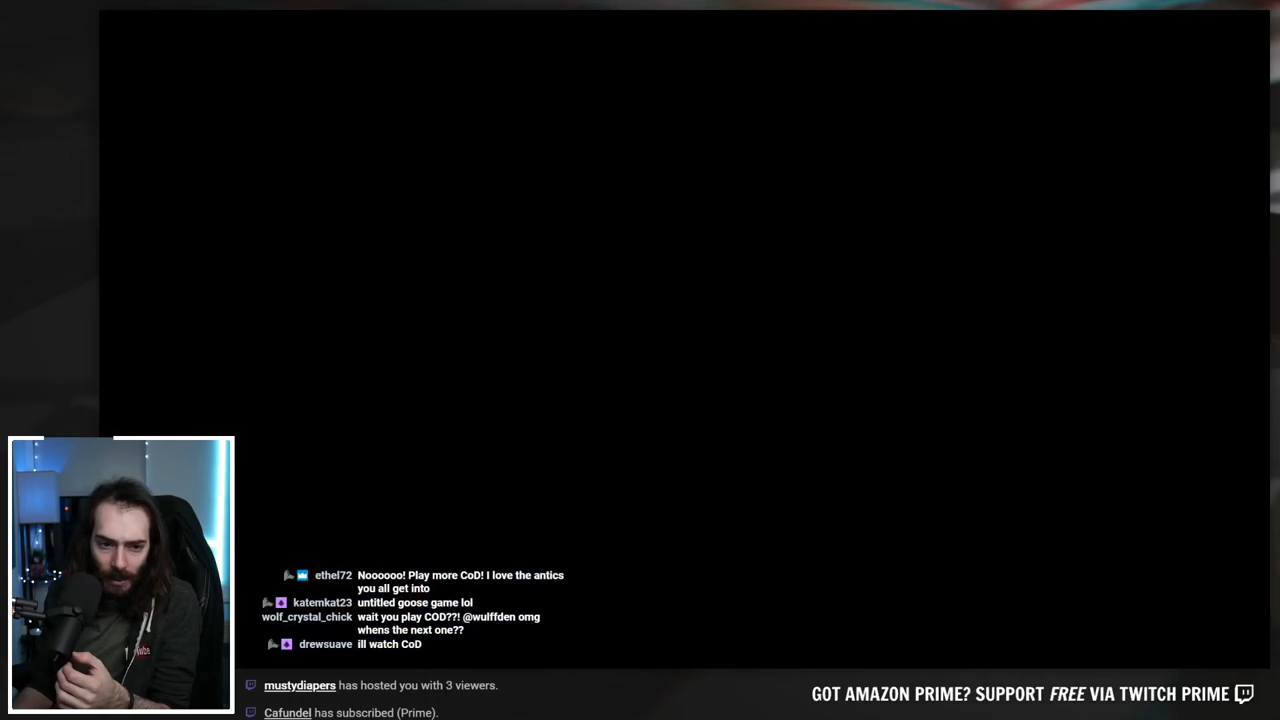 ethel72 Noooooo! Play more CoD! I love the antics
you all get into
katemkat23 untitled goose game lol
wolf_crystal_chick wait you play COD??! @wulffden omg
whens the next one??
drewsuave ill watch CoD
mustydiapers has hosted you with 3 viewers.
Cafundel has subscribed (Prime).
GOT AMAZON PRIME? SUPPORT FREE VIA TWITCH PRIME